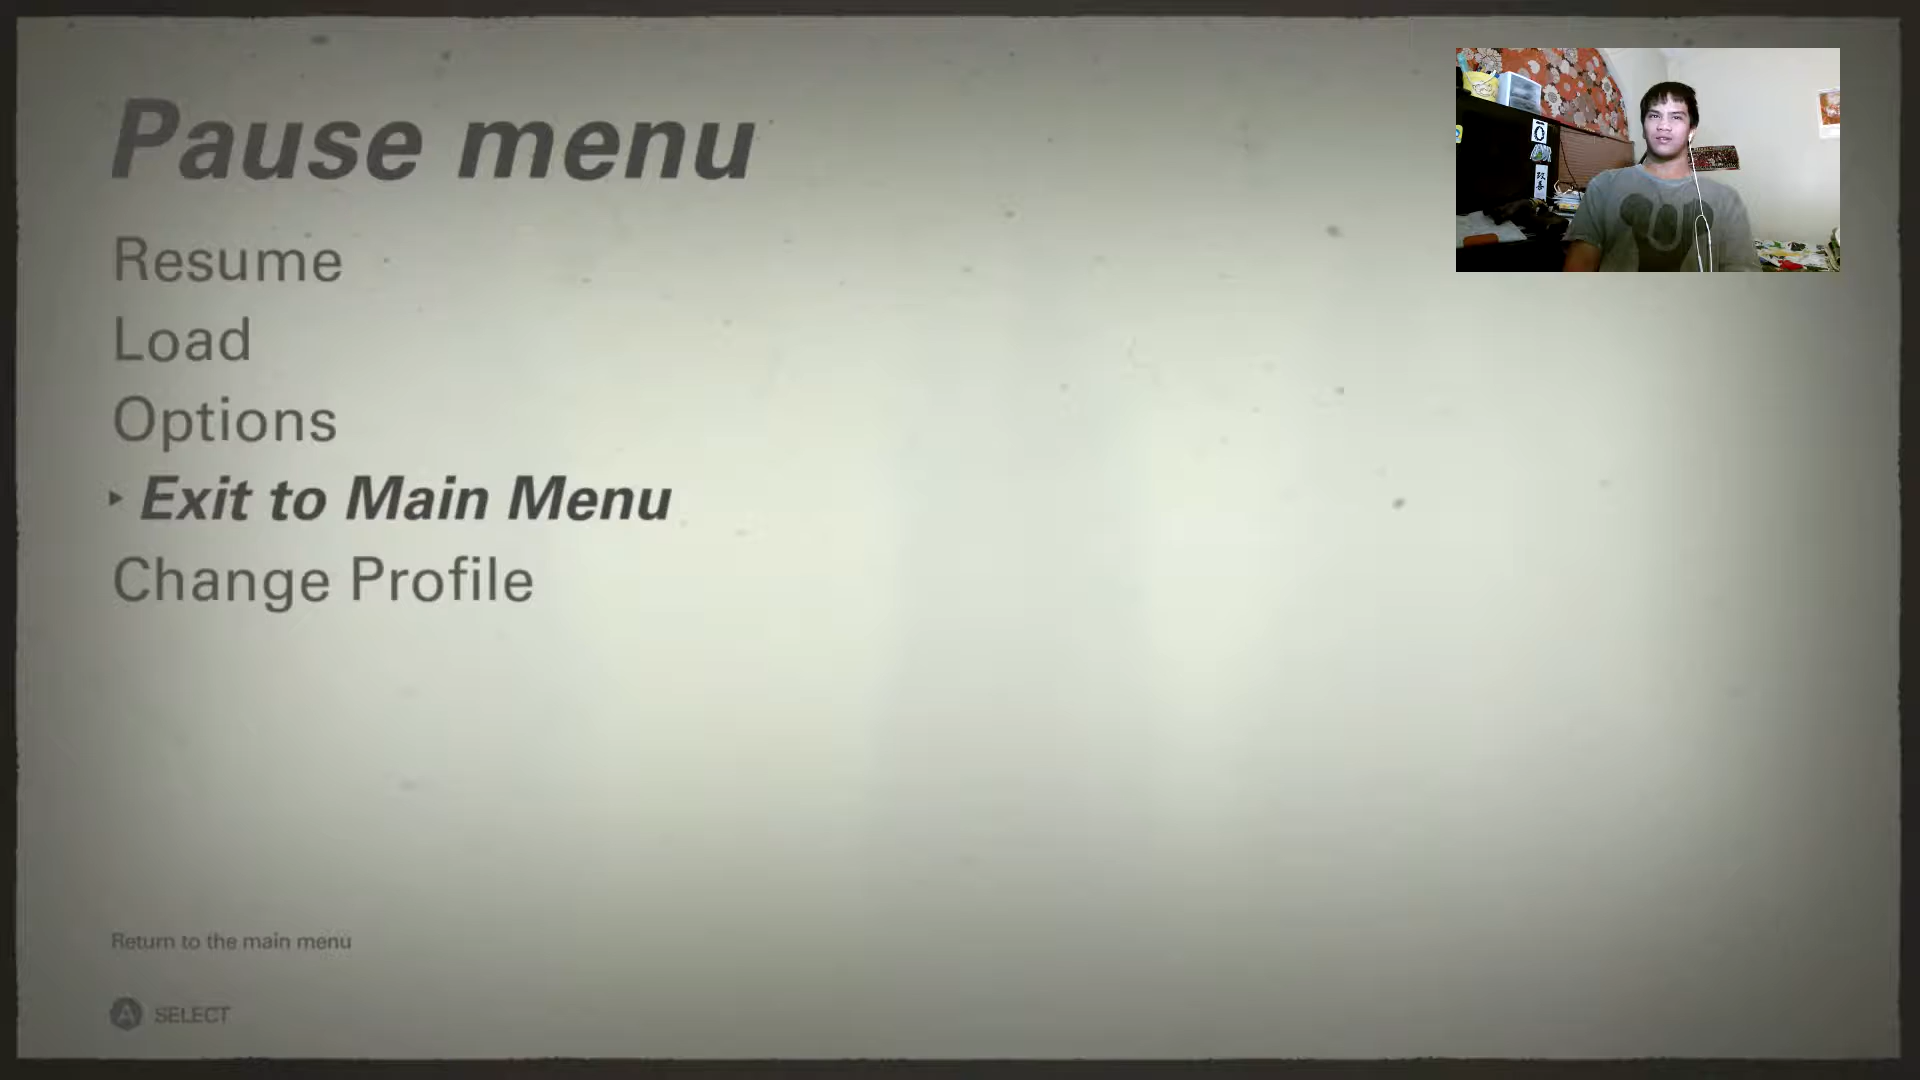 Pause menu
Resume
Load
Options
Exit to Main Menu
Change Profile
Return to the main menu
A SELECT